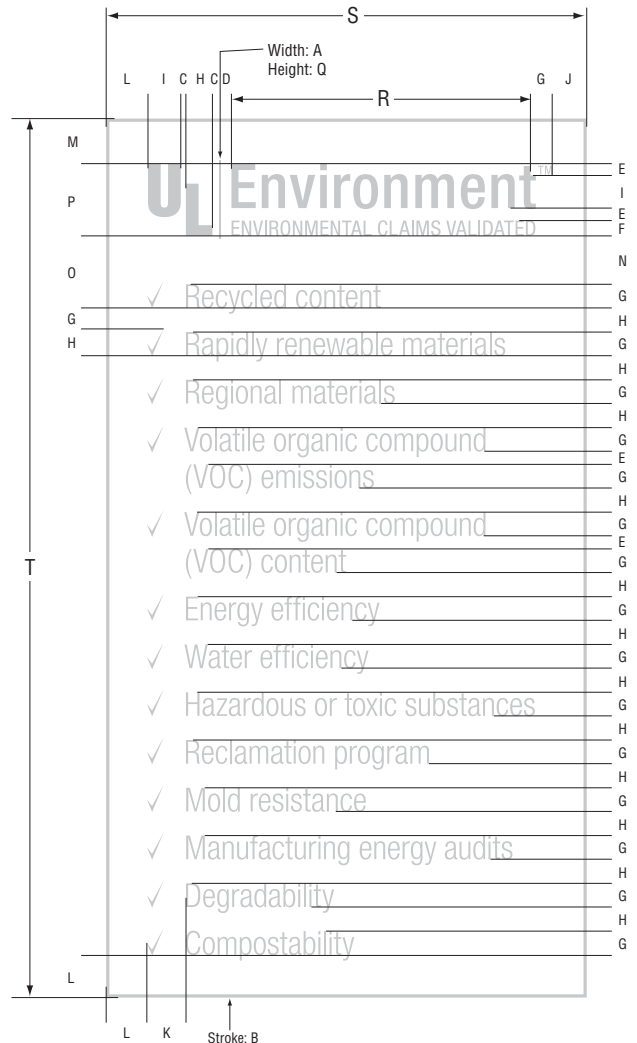 S
Width: A
Height: Q
L I C H C D R G J
M
E
UL Environment™
I
P
E
ENVIRONMENTAL CLAIMS VALIDATED
F
N
O
✓ Recycled content
G
G
H
✓ Rapidly renewable materials
H
G
H
✓ Regional materials
G
H
✓ Volatile organic compound
G
E
(VOC) emissions
G
H
✓ Volatile organic compound
G
E
(VOC) content
G
T
H
✓ Energy efficiency
G
H
✓ Water efficiency
G
H
✓ Hazardous or toxic substances
G
H
✓ Reclamation program
G
H
✓ Mold resistance
G
H
✓ Manufacturing energy audits
G
H
✓ Degradability
G
H
✓ Compostability
G
L
L K
Stroke: B